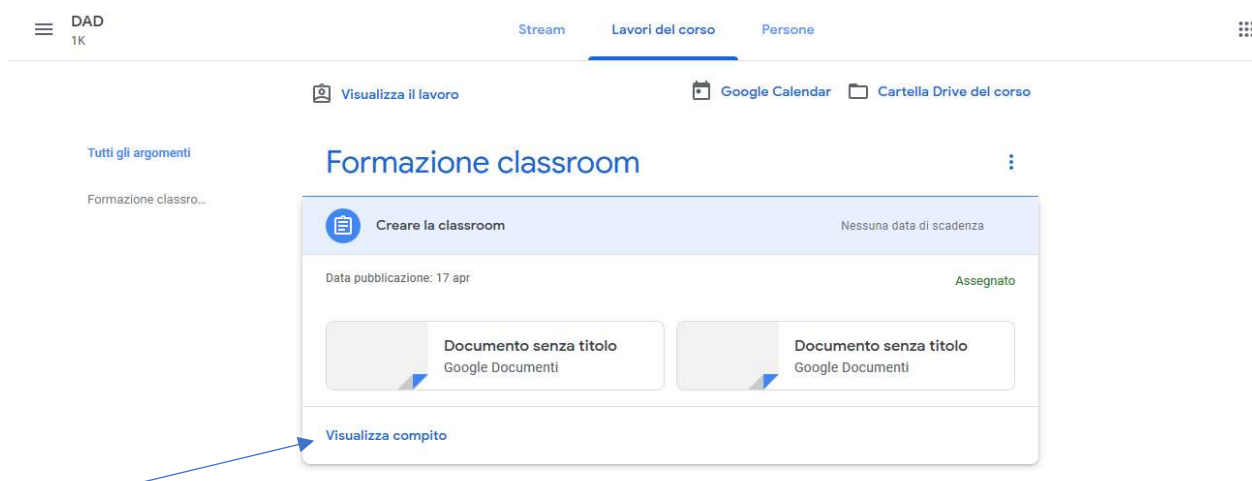 DAD
1K
Stream Lavori del corso Persone
Visualizza il lavoro Google Calendar Cartella Drive del corso
Tutti gli argomenti
Formazione classro...
Formazione classroom
Creare la classroom Nessuna data di scadenza
Data pubblicazione: 17 apr Assegnato
Documento senza titolo Documento senza titolo
Google Documenti Google Documenti
Visualizza compito